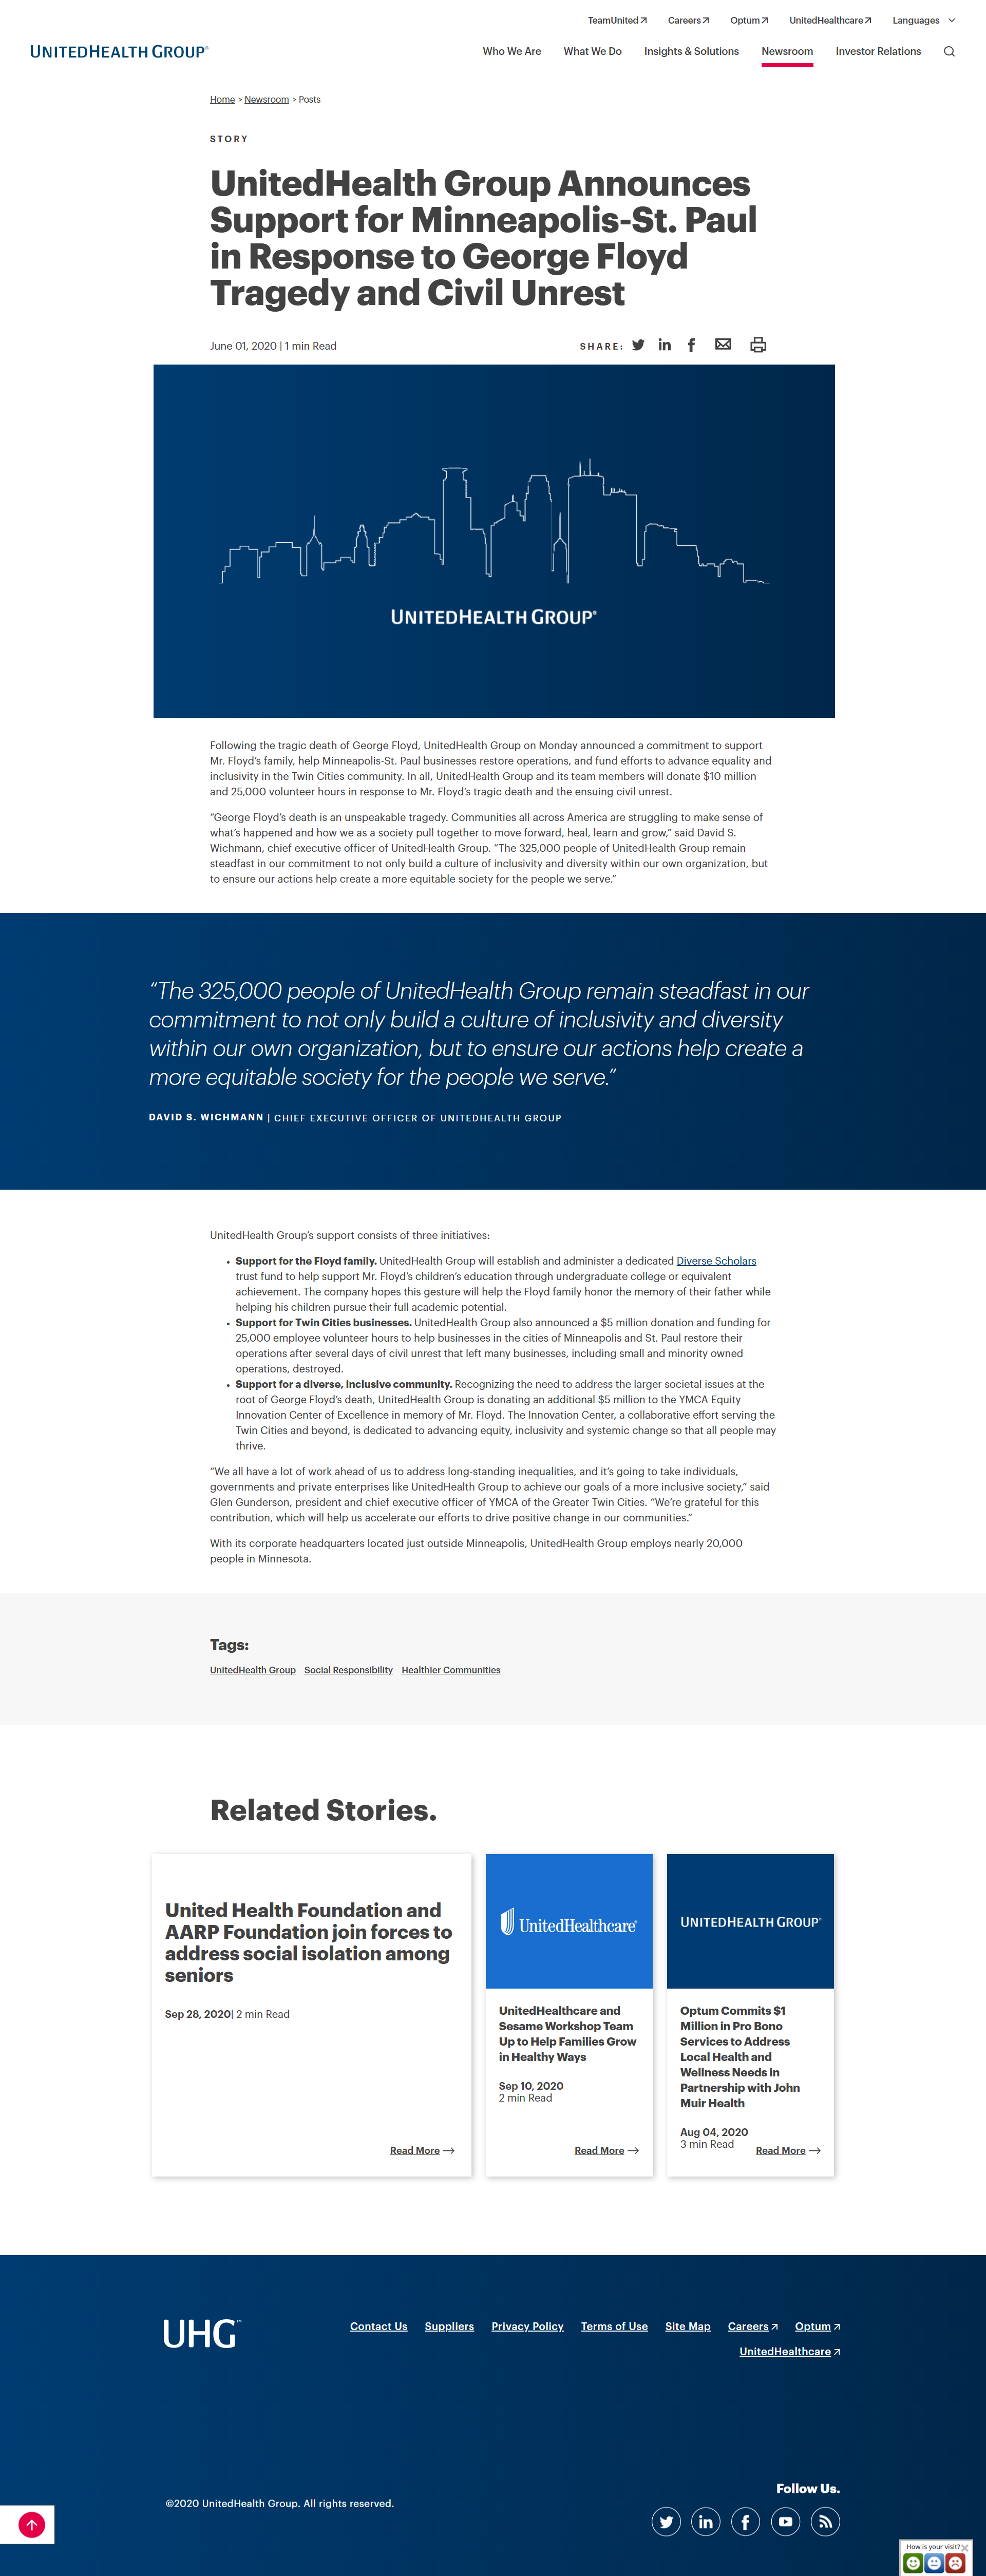 TeamUnited
Careers
Optum
UnitedHealthcare
Languages
UNITEDHEALTH GROUP®
Who We Are
What We Do
Insights & Solutions
Newsroom
Investor Relations
Home > Newsroom > Posts
STORY
UnitedHealth Group Announces
Support for Minneapolis-St. Paul
in Response to George Floyd
Tragedy and Civil Unrest
June 01, 2020 | 1 min Read
SHARE:
UNITEDHEALTH GROUP®
Following the tragic death of George Floyd, UnitedHealth Group on Monday announced a commitment to support
Mr. Floyd’s family, help Minneapolis-St. Paul businesses restore operations, and fund efforts to advance equality and
inclusivity in the Twin Cities community. In all, UnitedHealth Group and its team members will donate $10 million
and 25,000 volunteer hours in response to Mr. Floyd’s tragic death and the ensuing civil unrest.
“George Floyd’s death is an unspeakable tragedy. Communities all across America are struggling to make sense of
what’s happened and how we as a society pull together to move forward, heal, learn and grow,” said David S.
Wichmann, chief executive officer of UnitedHealth Group. “The 325,000 people of UnitedHealth Group remain
steadfast in our commitment to not only build a culture of inclusivity and diversity within our own organization, but
to ensure our actions help create a more equitable society for the people we serve.”
“The 325,000 people of UnitedHealth Group remain steadfast in our
commitment to not only build a culture of inclusivity and diversity
within our own organization, but to ensure our actions help create a
more equitable society for the people we serve.”
DAVID S. WICHMANN | CHIEF EXECUTIVE OFFICER OF UNITEDHEALTH GROUP
UnitedHealth Group’s support consists of three initiatives:
• Support for the Floyd family. UnitedHealth Group will establish and administer a dedicated Diverse Scholars
trust fund to help support Mr. Floyd’s children’s education through undergraduate college or equivalent
achievement. The company hopes this gesture will help the Floyd family honor the memory of their father while
helping his children pursue their full academic potential.
• Support for Twin Cities businesses. UnitedHealth Group also announced a $5 million donation and funding for
25,000 employee volunteer hours to help businesses in the cities of Minneapolis and St. Paul restore their
operations after several days of civil unrest that left many businesses, including small and minority owned
operations, destroyed.
• Support for a diverse, inclusive community. Recognizing the need to address the larger societal issues at the
root of George Floyd’s death, UnitedHealth Group is donating an additional $5 million to the YMCA Equity
Innovation Center of Excellence in memory of Mr. Floyd. The Innovation Center, a collaborative effort serving the
Twin Cities and beyond, is dedicated to advancing equity, inclusivity and systemic change so that all people may
thrive.
“We all have a lot of work ahead of us to address long-standing inequalities, and it’s going to take individuals,
governments and private enterprises like UnitedHealth Group to achieve our goals of a more inclusive society,” said
Glen Gunderson, president and chief executive officer of YMCA of the Greater Twin Cities. “We’re grateful for this
contribution, which will help us accelerate our efforts to drive positive change in our communities.”
With its corporate headquarters located just outside Minneapolis, UnitedHealth Group employs nearly 20,000
people in Minnesota.
Tags:
UnitedHealth Group
Social Responsibility
Healthier Communities
Related Stories.
United Health Foundation and
AARP Foundation join forces to
address social isolation among
seniors
Sep 28, 2020| 2 min Read
Read More
UnitedHealthcare®
UnitedHealthcare and
Sesame Workshop Team
Up to Help Families Grow
in Healthy Ways
Sep 10, 2020
2 min Read
Read More
UNITEDHEALTH GROUP®
Optum Commits $1
Million in Pro Bono
Services to Address
Local Health and
Wellness Needs in
Partnership with John
Muir Health
Aug 04, 2020
3 min Read
Read More
UHG™
Contact Us
Suppliers
Privacy Policy
Terms of Use
Site Map
Careers
Optum
UnitedHealthcare
Follow Us.
©2020 UnitedHealth Group. All rights reserved.
How is your visit?